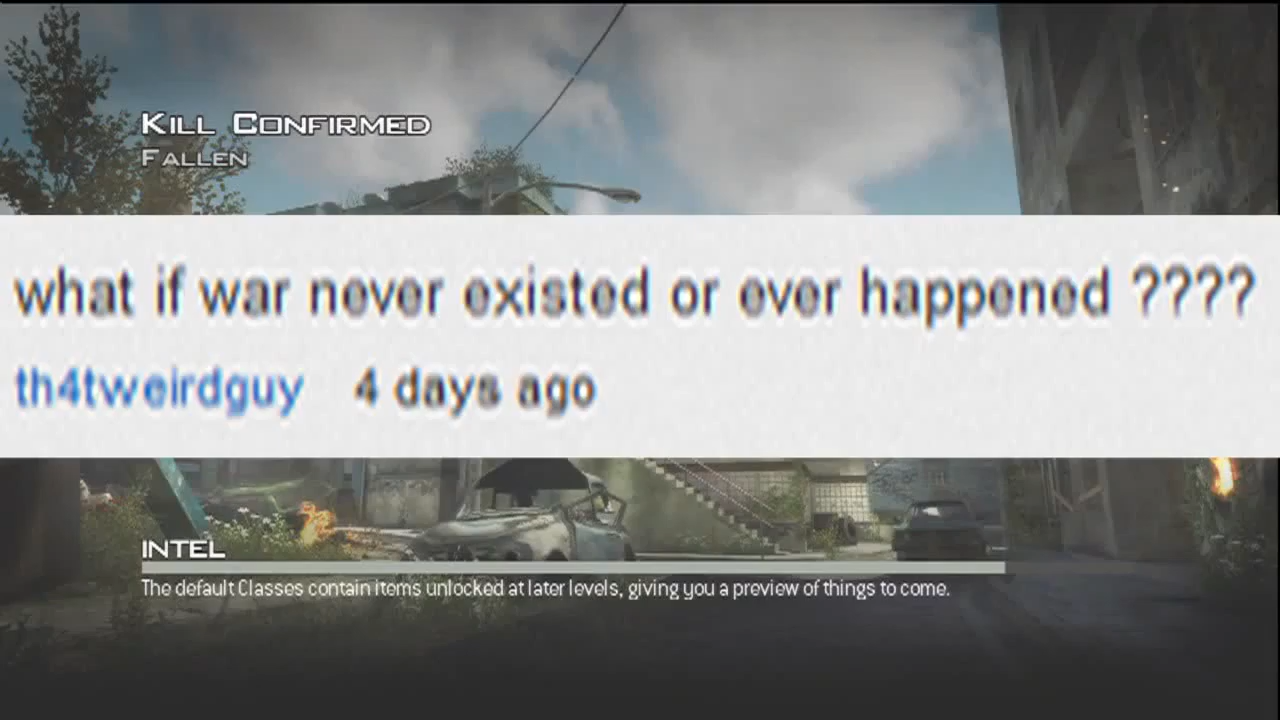 KILL CONFIRMED
FALLEN
what if war never existed or ever happened ????
th4tweirdguy 4 days ago
INTEL
The default Classes contain items unlocked at later levels, giving you a preview of things to come.